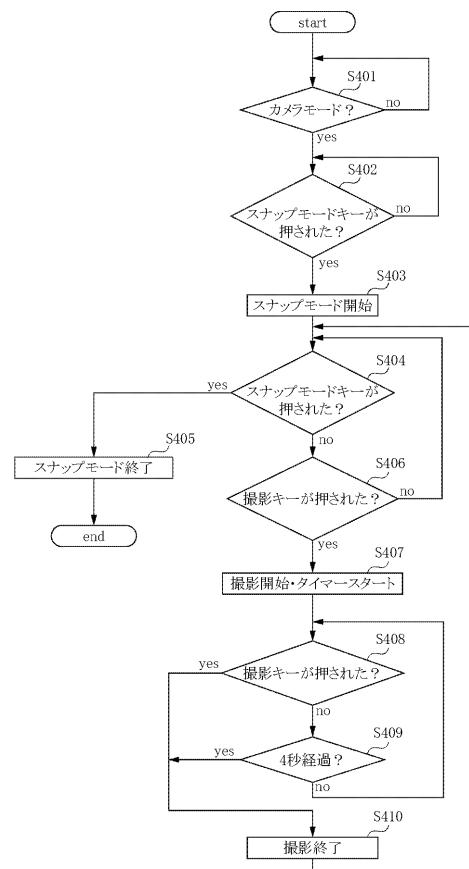 start
S401
カメラモード？
no
yes
S402
スナップモードキーが
押された？
no
yes
S403
スナップモード開始
S404
yes
スナップモードキーが
押された？
no
S405
スナップモード終了
S406
撮影キーが押された？
no
end
yes
S407
撮影開始・タイマースタート
S408
yes
撮影キーが押された？
no
S409
yes
4秒経過？
no
S410
撮影終了